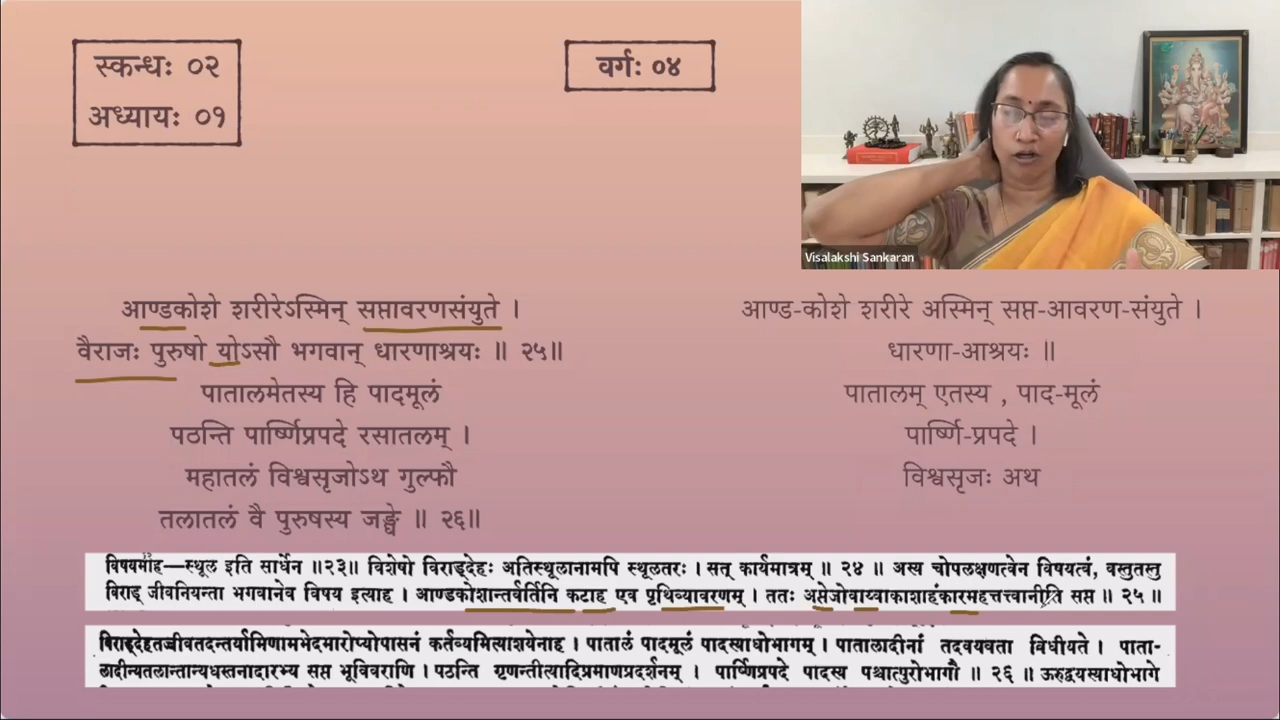 स्कन्धः ०२
अध्यायः ०१
वर्गः ०४
Visalakshi Sankaran
आण्डकोशे शरीरेऽस्मिन् सप्तावरणसंयुते ।
वैराजः पुरुषो योऽसौ भगवान् धारणाश्रयः ॥ २५॥
पातालमेतस्य हि पादमूलं
पठन्ति पार्ष्णिप्रपदे रसातलम् ।
महातलं विश्वसृजोऽथ गुल्फौ
तलातलं वै पुरुषस्य जङ्घे ॥ २६॥
आण्ड-कोशे शरीरे अस्मिन् सप्त-आवरण-संयुते ।
धारणा-आश्रयः ॥
पातालम् एतस्य , पाद-मूलं
पार्ष्णि-प्रपदे ।
विश्वसृजः अथ
विषयमाह—स्थूल इति सार्धेन ॥२३॥ विशेषो विराड्देहः अतिस्थूलानामपि स्थूलतरः । सत् कार्यमात्रम् ॥ २४ ॥ अस्य चोपलक्षणत्वेन विषयत्वं, वस्तुतस्तु
विराड् जीवनियन्ता भगवानेव विषय इत्याह । आण्डकोशान्तर्वर्तिनि कटाह एव पृथिव्यावरणम् । ततः अप्तेजोवाय्वाकाशाहंकारमहत्तत्त्वानीति सप्त ॥ २५ ॥
विराड्देहतज्जीवतदन्तर्यामिणामभेदमारोप्योपासनं कर्तव्यमित्याशयेनाह । पातालं पादमूलं पादस्याधोभागम् । पातालादीनां तदवयवता विधीयते । पाता-
लादीन्यतलान्तान्यधस्तनादारभ्य सप्त भूविवराणि । पठन्ति गृणन्तीत्यादिप्रमाणप्रदर्शनम् । पार्ष्णिप्रपदे पादस्य पश्चात्पुरोभागौ ॥ २६ ॥ ऊरुद्वयस्याधोभागे